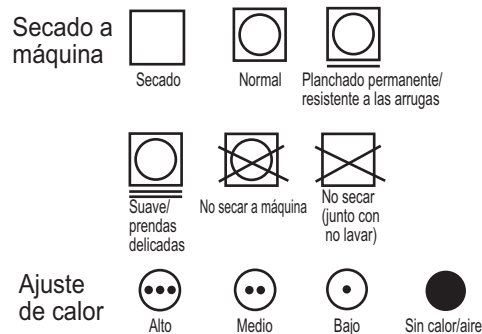 Secado a
máquina
Secado
Normal
Planchado permanente/
resistente a las arrugas
Suave/
prendas
delicadas
No secar a máquina
No secar
(junto con
no lavar)
Ajuste
de calor
Alto
Medio
Bajo
Sin calor/aire